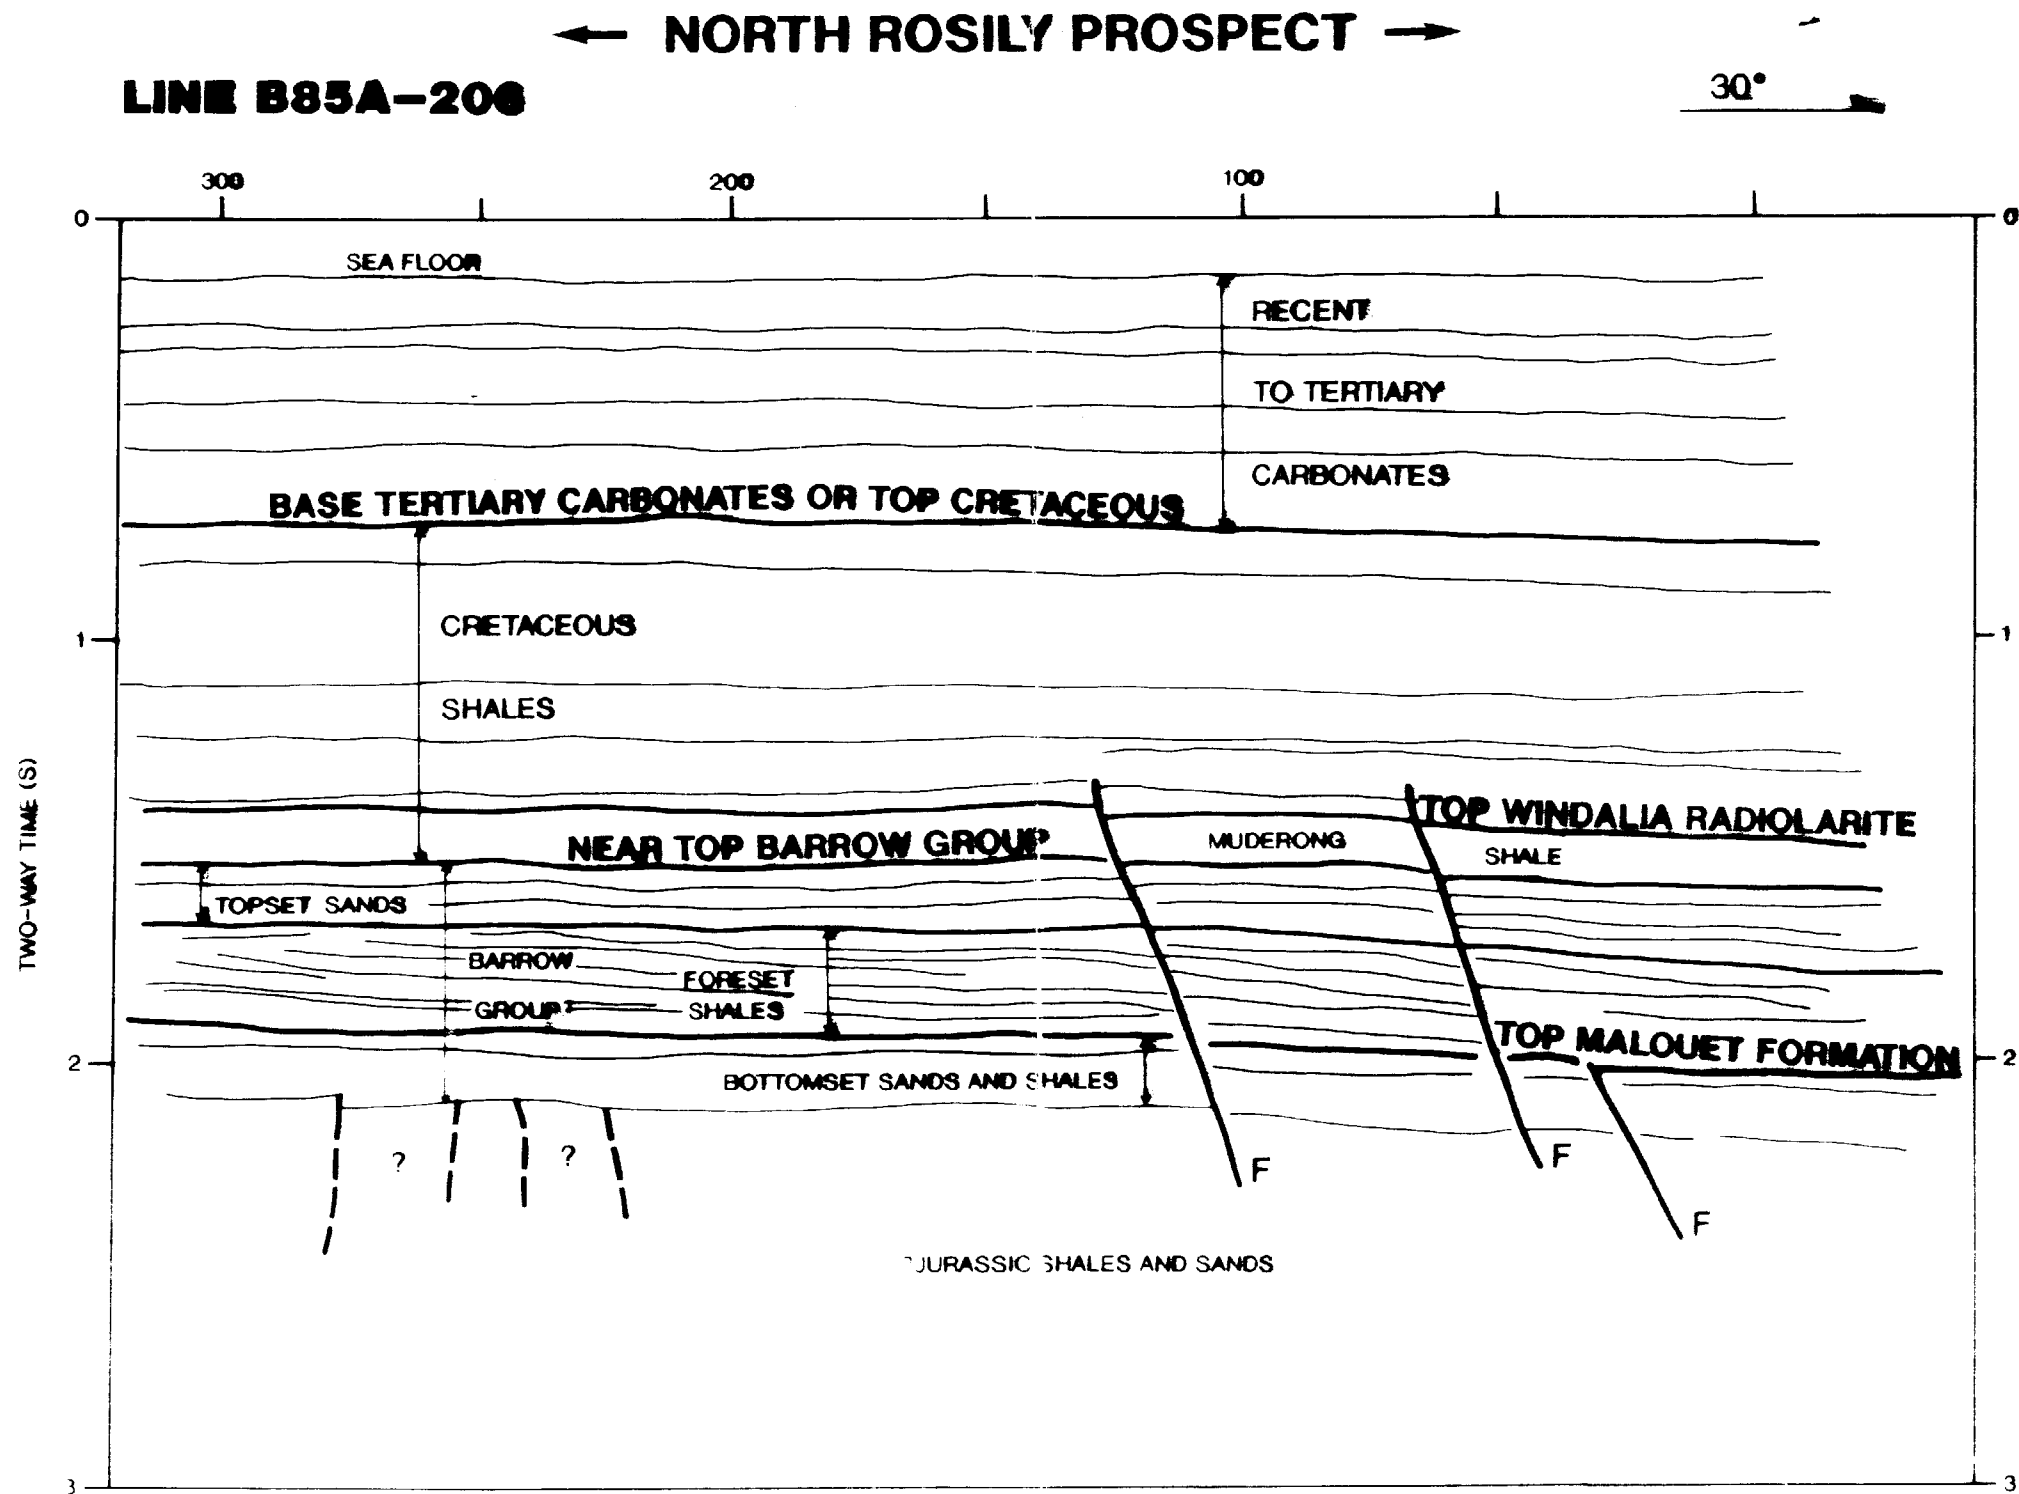 NORTH ROSILY PROSPECT
LINE B85A-206
30°
300
200
100
0
0
SEA FLOOR
RECENT
TO TERTIARY
CARBONATES
BASE TERTIARY CARBONATES OR TOP CRETACEOUS
CRETACEOUS
1
1
SHALES
TWO-WAY TIME (S)
TOP WINDALIA RADIOLARITE
NEAR TOP BARROW GROUP
MUDERONG
SHALE
TOPSET SANDS
BARROW
FORESET
GROUP
SHALES
TOP MALOUET FORMATION
2
2
BOTTOMSET SANDS AND SHALES
?
?
F
F
F
JURASSIC SHALES AND SANDS
3
3